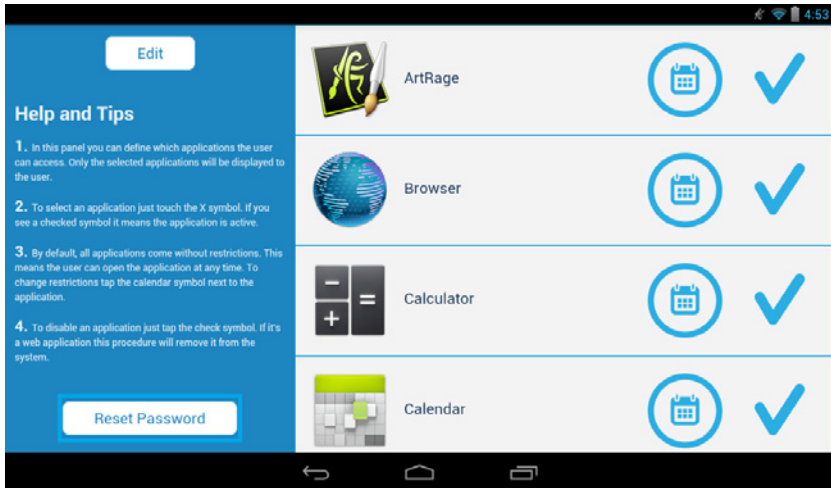 4:53
Edit
Help and Tips
1. In this panel you can define which applications the user
can access. Only the selected applications will be displayed to
the user.
2. To select an application just touch the X symbol. If you
see a checked symbol it means the application is active.
3. By default, all applications come without restrictions. This
means the user can open the application at any time. To
change restrictions tap the calendar symbol next to the
application.
4. To disable an application just tap the check symbol. If it's
a web application this procedure will remove it from the
system.
Reset Password
ArtRage
Browser
Calculator
Calendar